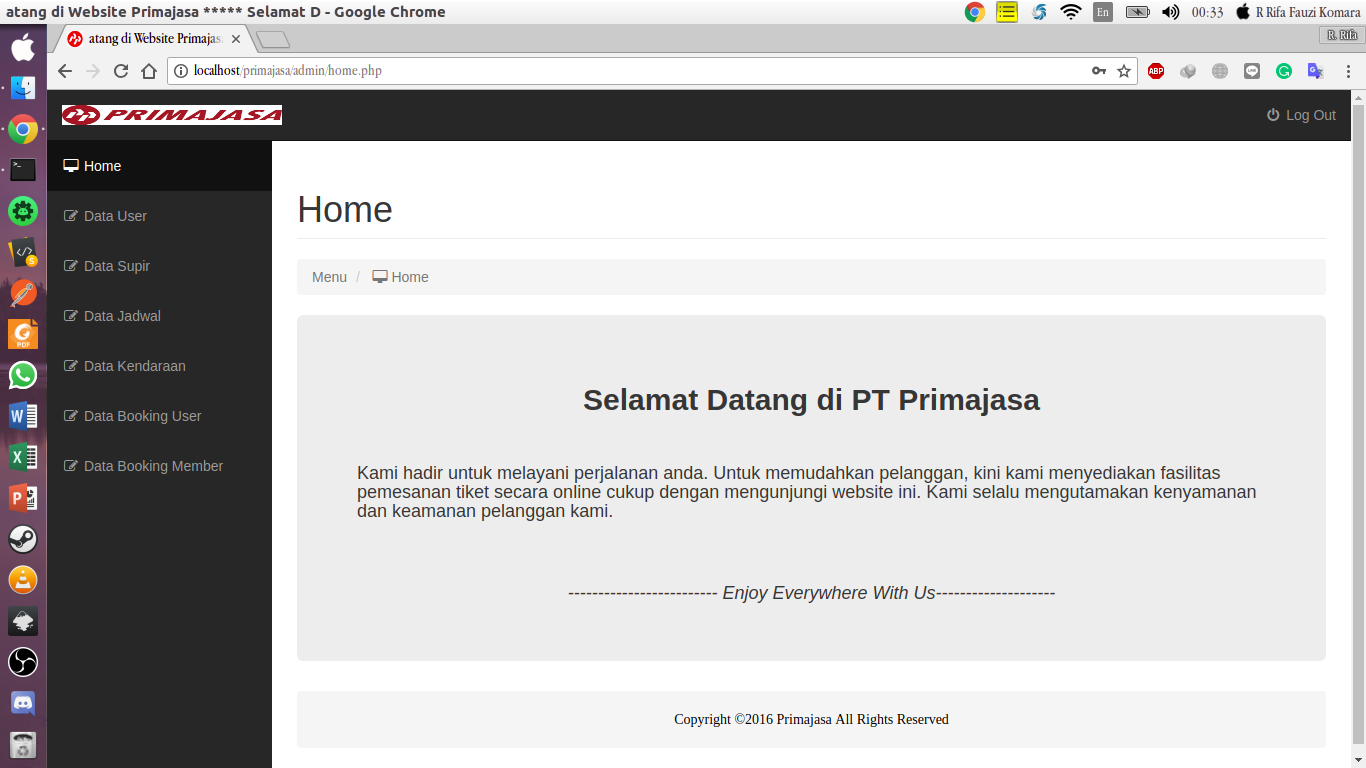 atang di Website Primajasa ***** Selamat D - Google Chrome
En
00:33
R Rifa Fauzi Komara
atang di Website Primajas
R. Rifa
localhost/primajasa/admin/home.php
ABP
PRIMAJASA
Log Out
Home
Data User
Data Supir
Data Jadwal
Data Kendaraan
Data Booking User
Data Booking Member
Home
Menu / Home
Selamat Datang di PT Primajasa
Kami hadir untuk melayani perjalanan anda. Untuk memudahkan pelanggan, kini kami menyediakan fasilitas
pemesanan tiket secara online cukup dengan mengunjungi website ini. Kami selalu mengutamakan kenyamanan
dan keamanan pelanggan kami.
------------------------- Enjoy Everywhere With Us--------------------
Copyright ©2016 Primajasa All Rights Reserved